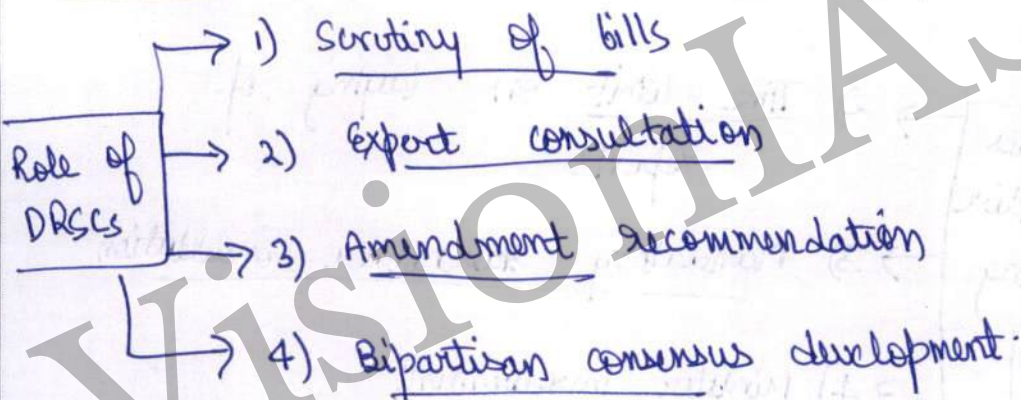 1) Scrutiny of bills
Role of DRSCs
2) Expert consultation
3) Amendment recommendation
4) Bipartisan consensus development.
VisionIAS